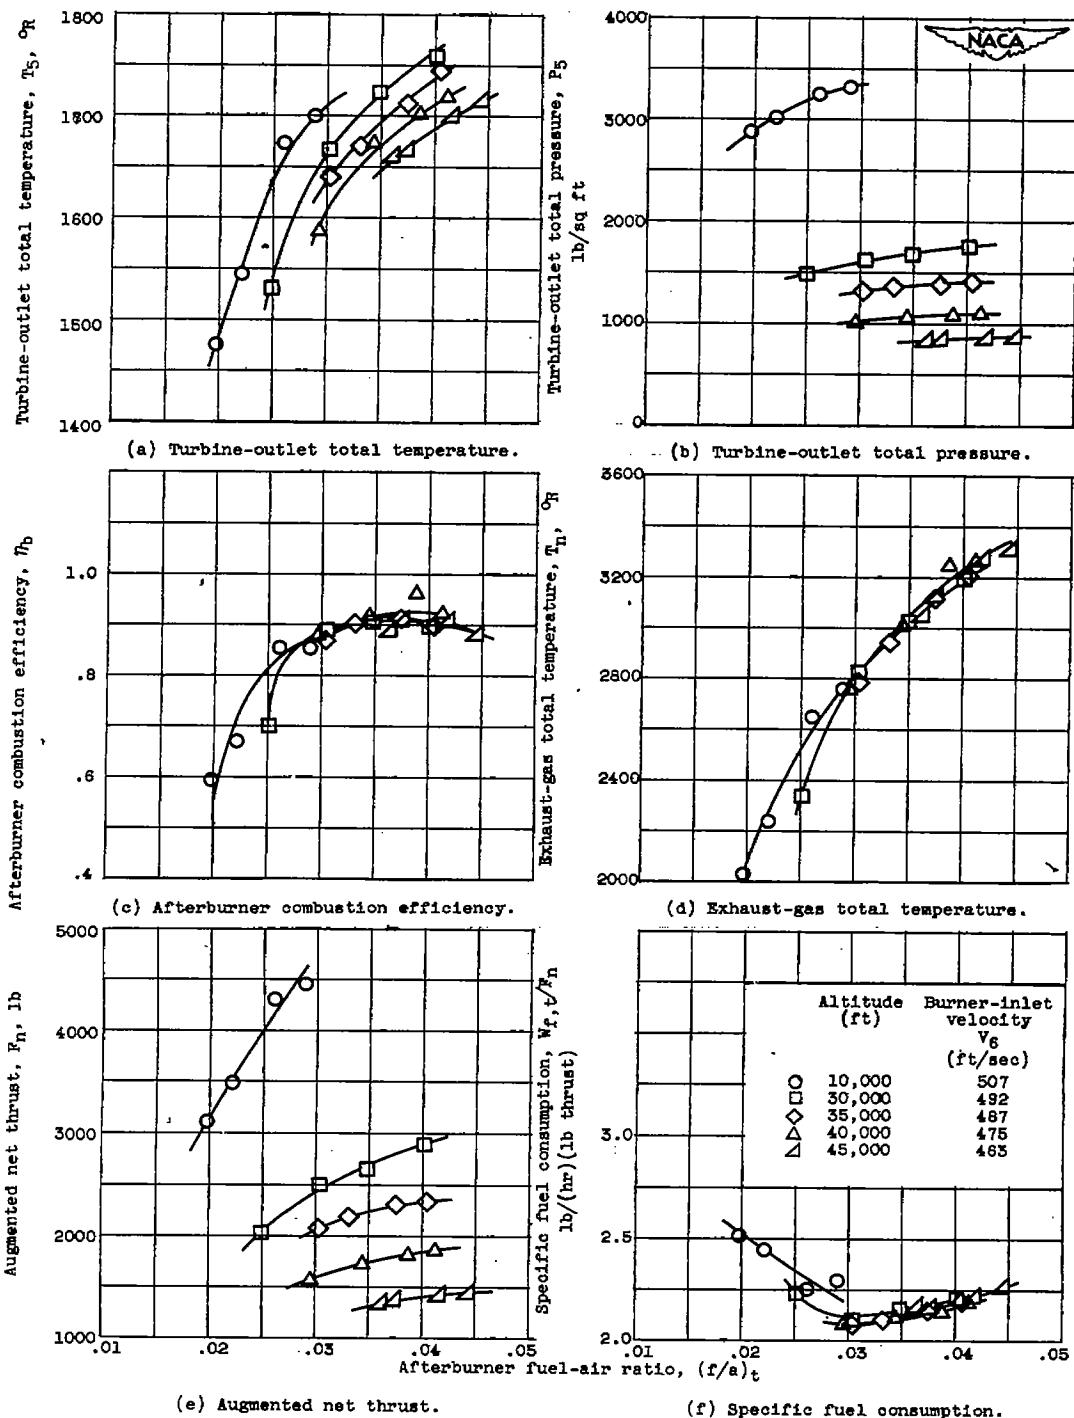 NACA
Turbine-outlet total temperature, T5, °R
1800
1700
1600
1500
1400
(a) Turbine-outlet total temperature.
Turbine-outlet total pressure, P5
lb/sq ft
4000
3000
2000
1000
0
.01 .02 .03 .04 .05
(b) Turbine-outlet total pressure.
Afterburner combustion efficiency, ηb
1.0
.8
.6
.4
(c) Afterburner combustion efficiency.
Exhaust-gas total temperature, Tn, °R
3600
3200
2800
2400
2000
(d) Exhaust-gas total temperature.
Augmented net thrust, Fn, lb
5000
4000
3000
2000
1000
.01 .02 .03 .04 .05
(e) Augmented net thrust.
Specific fuel consumption, Wf,t/Fn
lb/(hr)(lb thrust)
3.0
2.5
2.0
.01 .02 .03 .04 .05
Altitude Burner-inlet
(ft) velocity
V6
(ft/sec)
10,000 507
30,000 492
35,000 487
40,000 475
45,000 463
Afterburner fuel-air ratio, (f/a)t
(f) Specific fuel consumption.